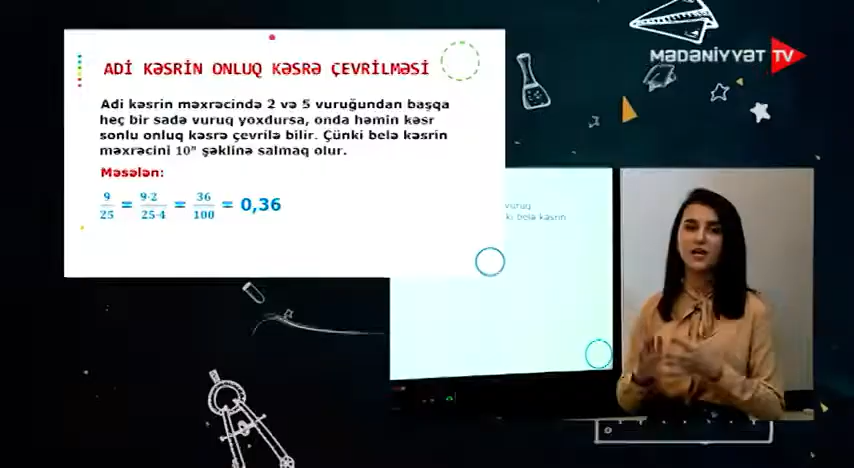 MƏDƏNİYYƏT TV
ADİ KƏSRİN ONLUQ KƏSRƏ ÇEVRİLMƏSİ
Adi kəsrin məxrəcində 2 və 5 vuruğundan başqa
heç bir sadə vuruq yoxdursa, onda həmin kəsr
sonlu onluq kəsrə çevrilə bilir. Çünki belə kəsrin
məxrəcini 10ⁿ şəklinə salmaq olur.
Məsələn:
9/25 = 9·2/25·4 = 36/100 = 0,36
vuruq
ki belə kəsrin